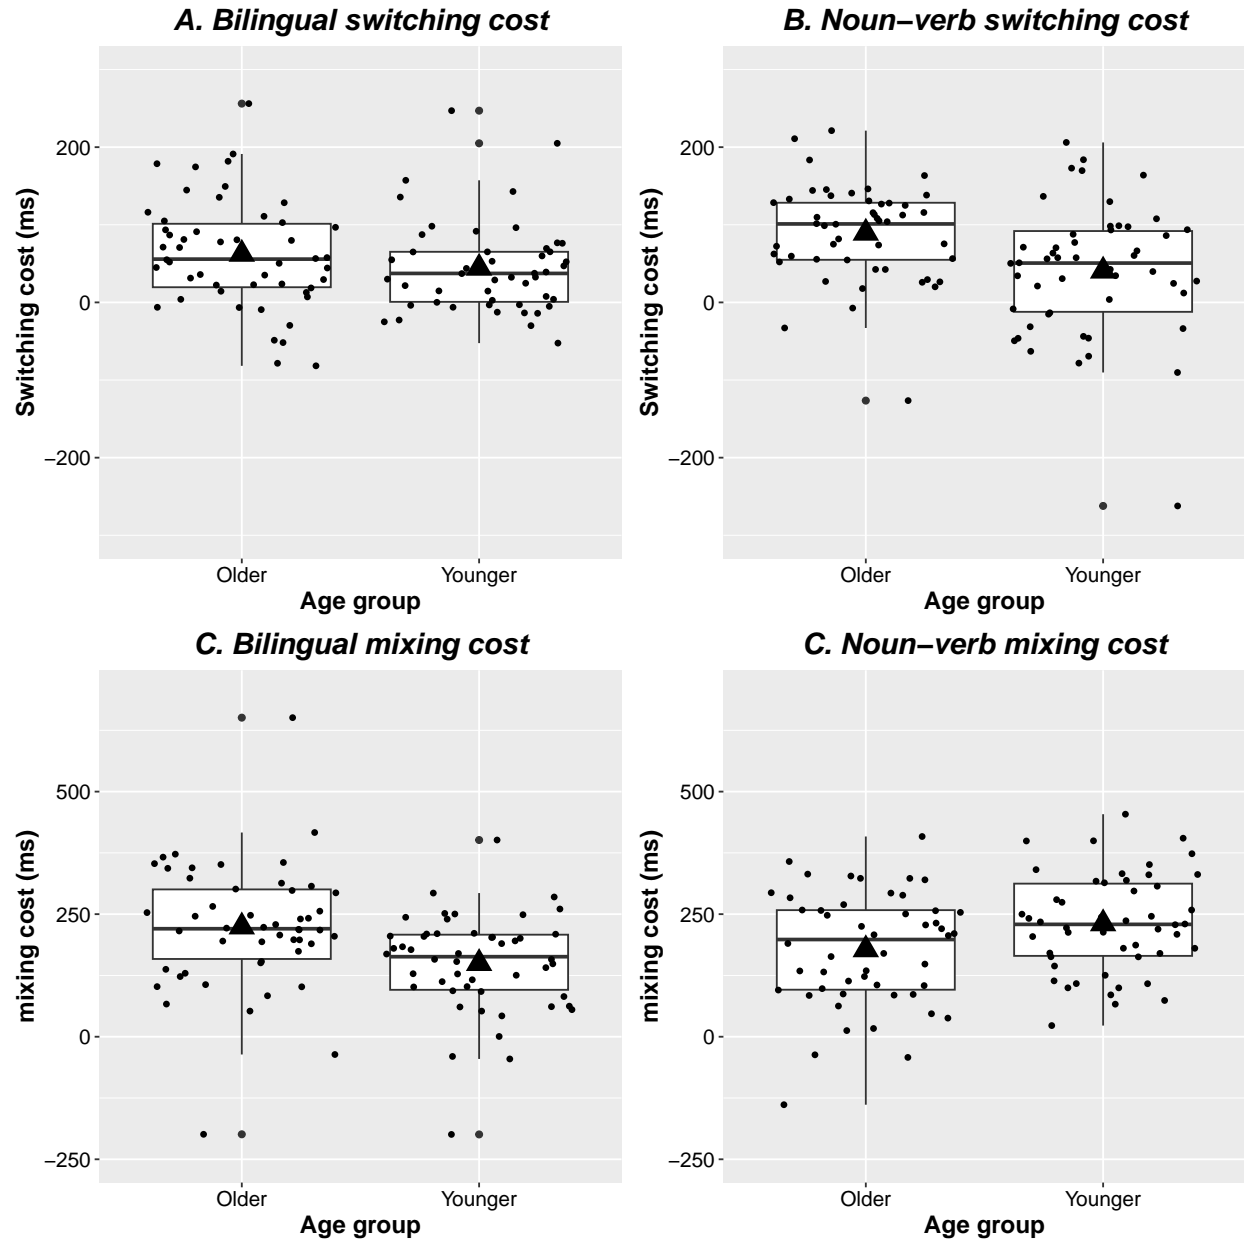 A. Bilingual switching cost
Switching cost (ms)
200
0
−200
Older
Younger
Age group
B. Noun−verb switching cost
Switching cost (ms)
200
0
−200
Older
Younger
Age group
C. Bilingual mixing cost
mixing cost (ms)
500
250
0
−250
Older
Younger
Age group
C. Noun−verb mixing cost
mixing cost (ms)
500
250
0
−250
Older
Younger
Age group